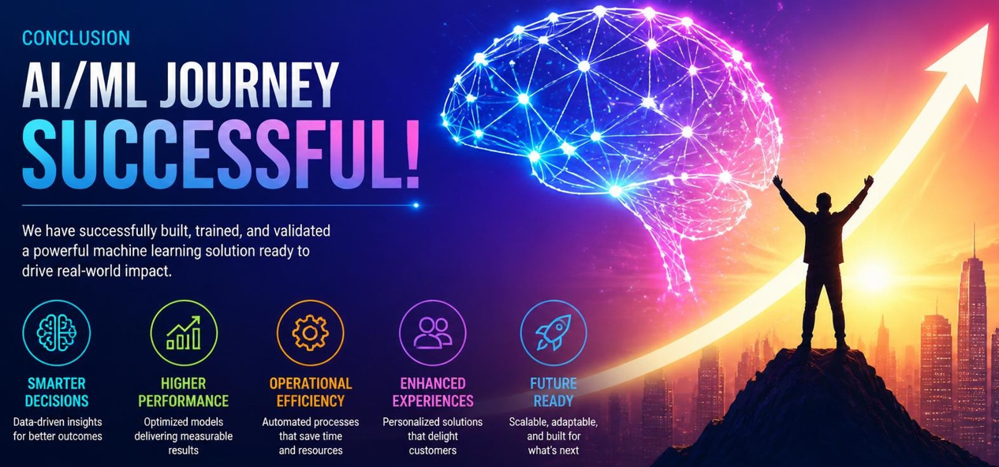 CONCLUSION
AI/ML JOURNEY
SUCCESSFUL!
We have successfully built, trained, and validated
a powerful machine learning solution ready to
drive real-world impact.
SMARTER
DECISIONS
Data-driven insights
for better outcomes
HIGHER
PERFORMANCE
Optimized models
delivering measurable
results
OPERATIONAL
EFFICIENCY
Automated processes
that save time
and resources
ENHANCED
EXPERIENCES
Personalized solutions
that delight
customers
FUTURE
READY
Scalable, adaptable,
and built for
what's next